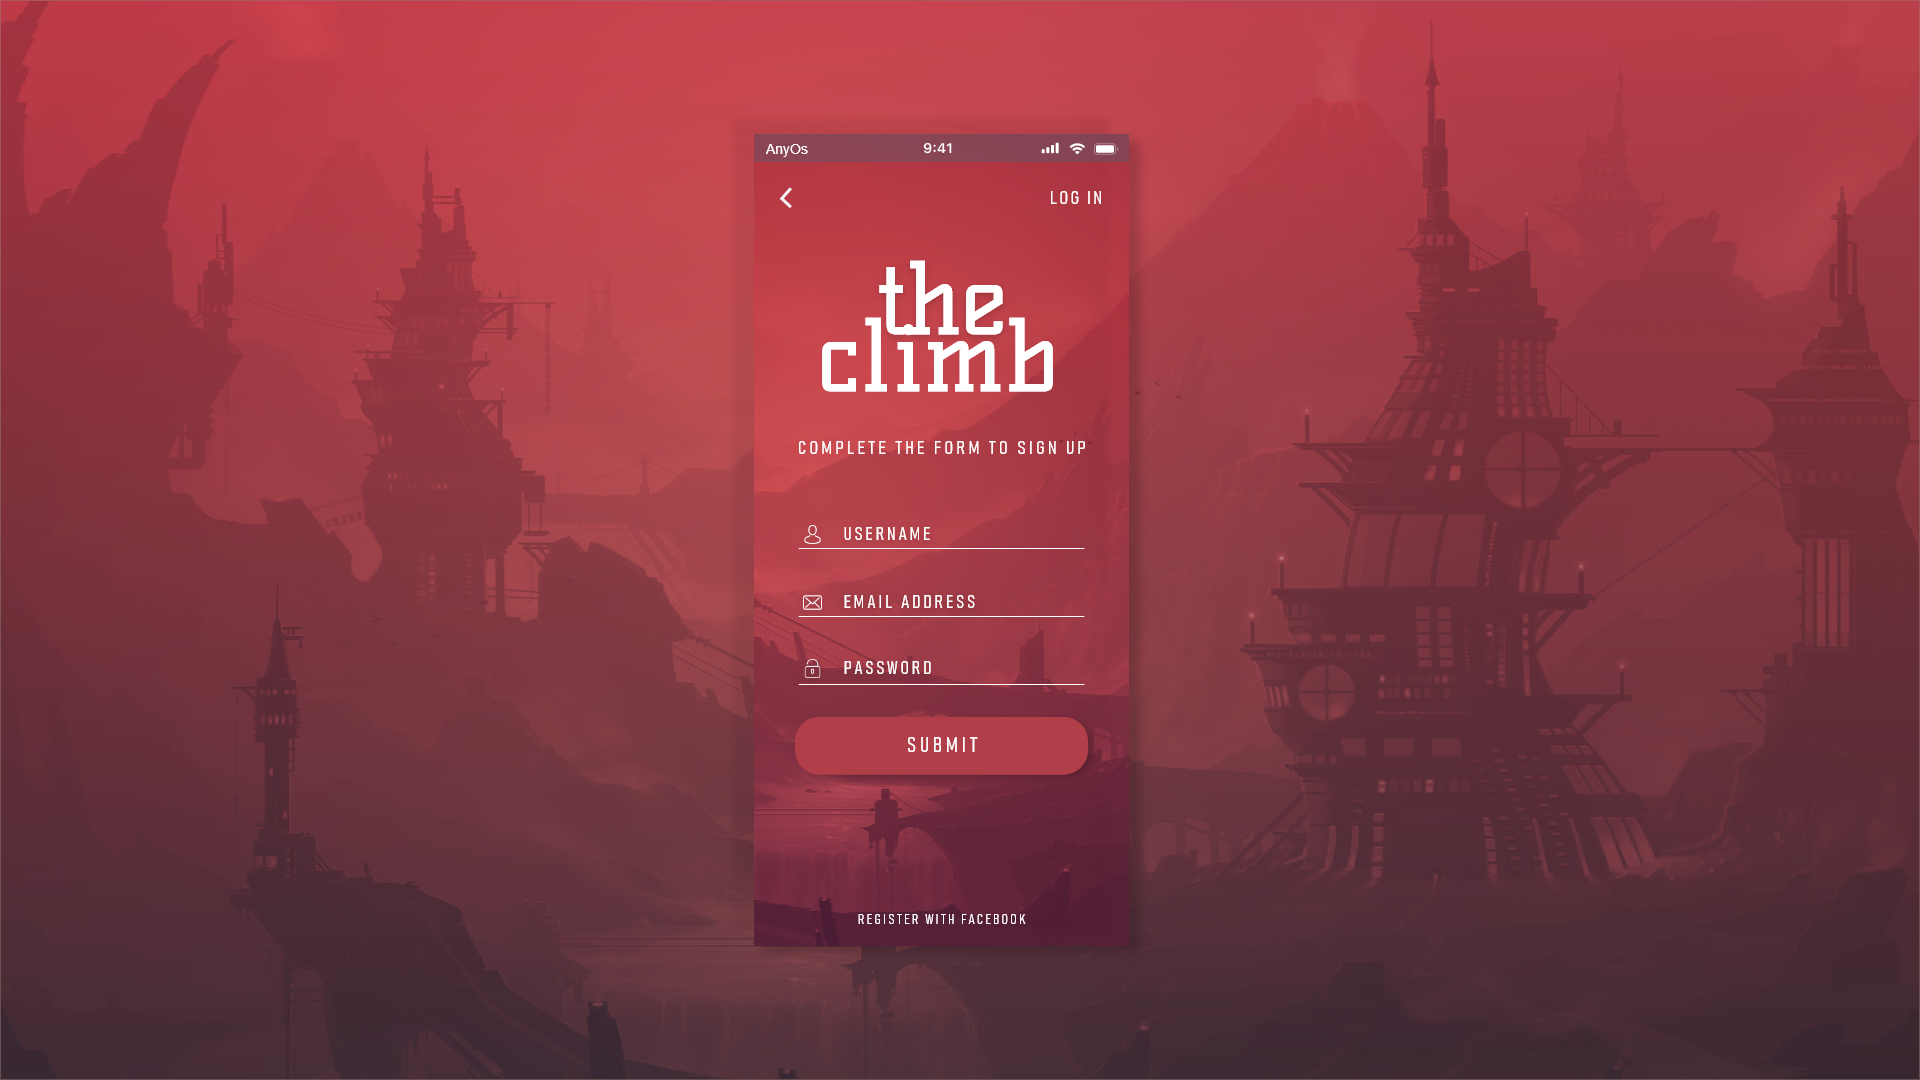 AnyOs 9:41
LOG IN
the
climb
COMPLETE THE FORM TO SIGN UP
USERNAME
EMAIL ADDRESS
PASSWORD
SUBMIT
REGISTER WITH FACEBOOK